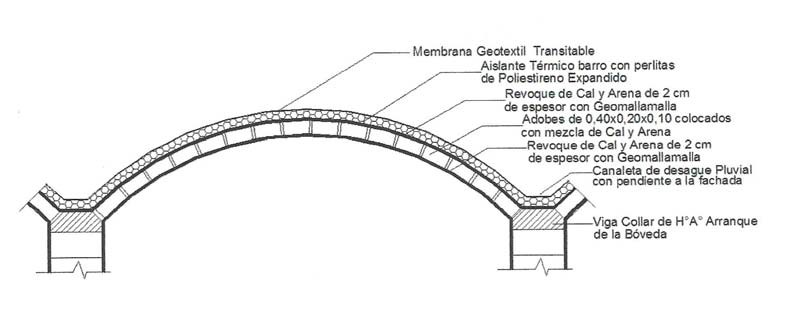 Membrana Geotextil Transitable
Aislante Térmico barro con perlitas
de Poliestireno Expandido
Revoque de Cal y Arena de 2 cm
de espesor con Geomallamalla
Adobes de 0,40x0,20x0,10 colocados
con mezcla de Cal y Arena
Revoque de Cal y Arena de 2 cm
de espesor con Geomallamalla
Canaleta de desague Pluvial
con pendiente a la fachada
Viga Collar de H°A° Arranque
de la Bóveda